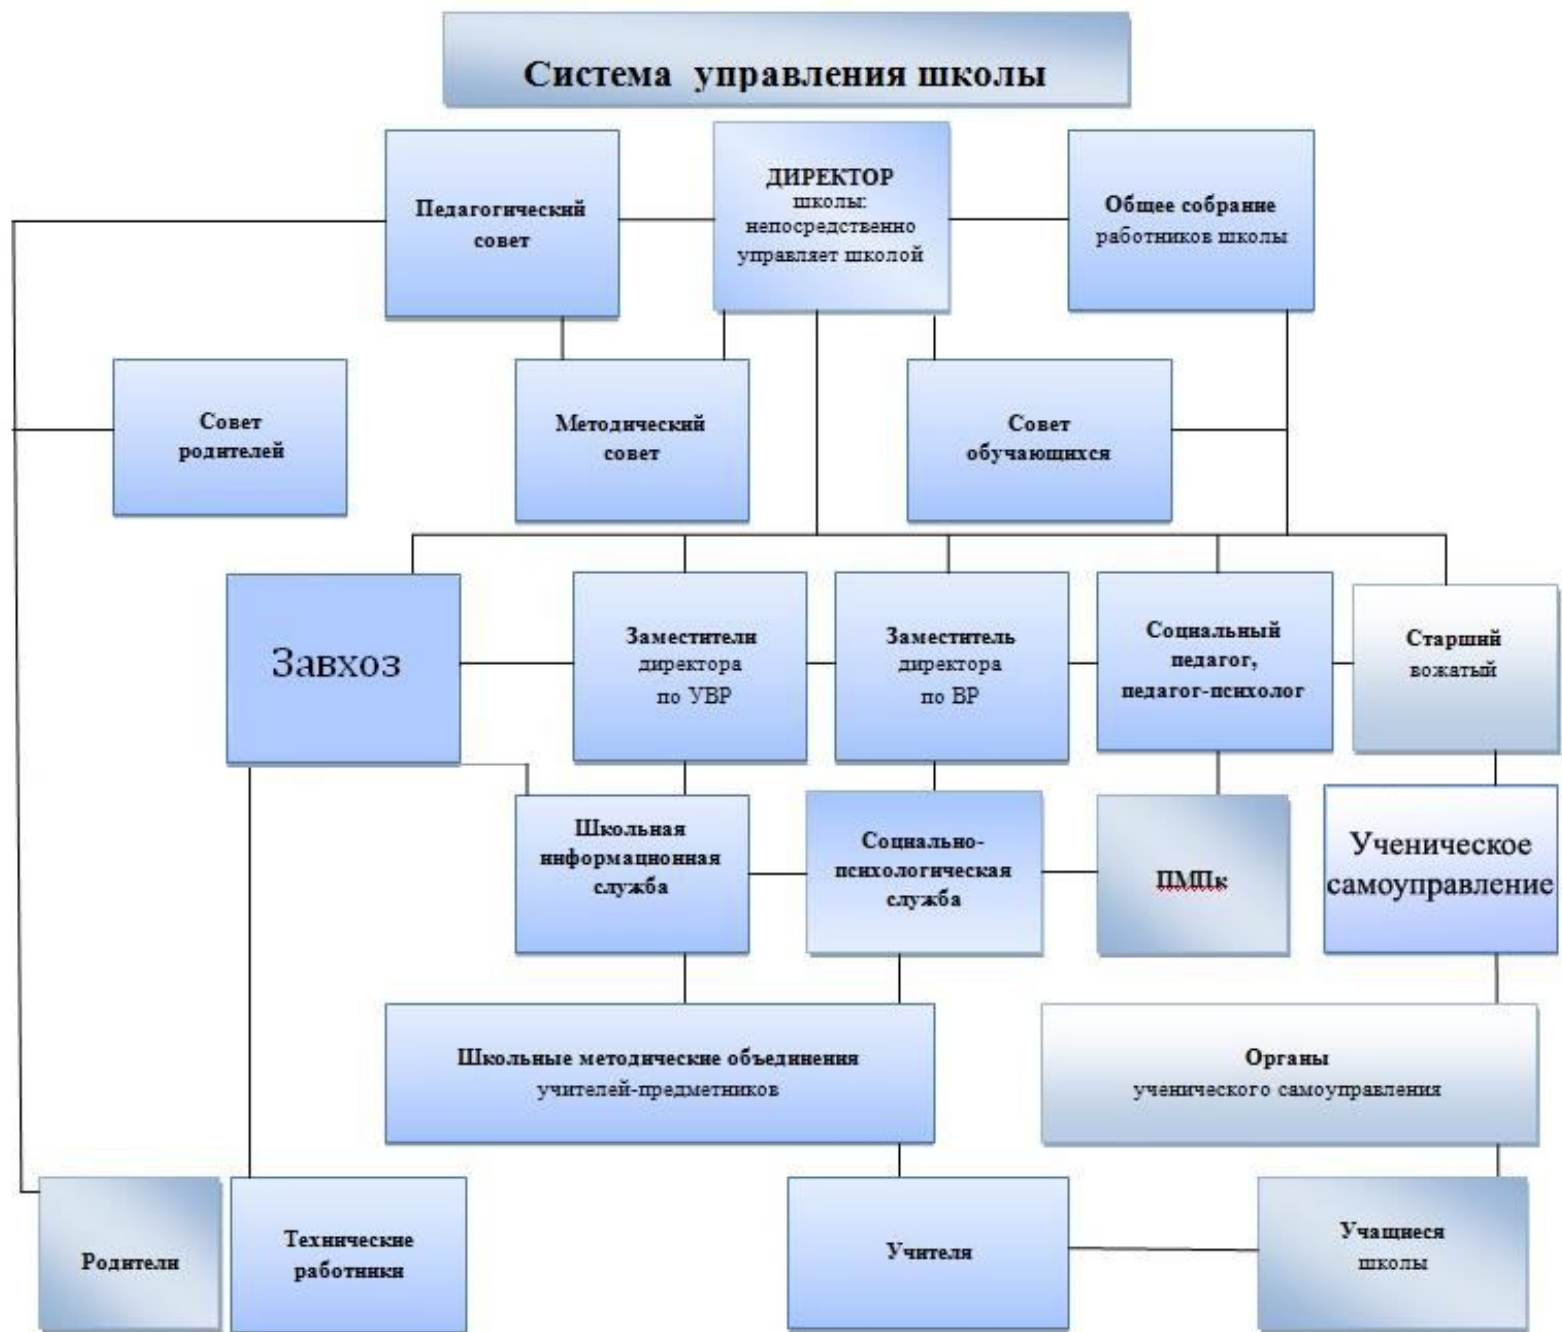 Система управления школы
Педагогический
совет
ДИРЕКТОР
школы:
непосредственно
управляет школой
Общее собрание
работников школы
Совет
родителей
Методический
совет
Совет
обучающихся
Завхоз
Заместители
директора
по УВР
Заместитель
директора
по ВР
Социальный
педагог,
педагог-психолог
Старший
вожатый
Школьная
информационная
служба
Социально-
психологическая
служба
ПМПк
Ученическое
самоуправление
Школьные методические объединения
учителей-предметников
Органы
ученического самоуправления
Родители
Технические
работники
Учителя
Учащиеся
школы